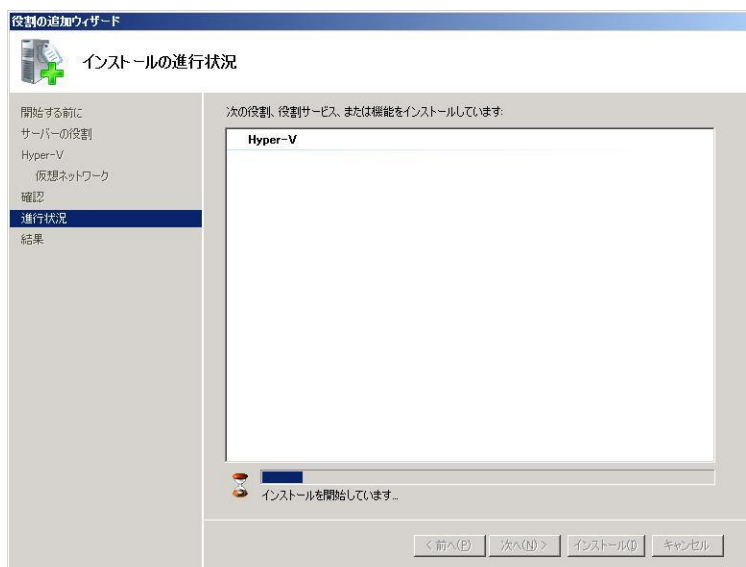 役割の追加ウィザード
インストールの進行状況
開始する前に
サーバーの役割
Hyper-V
仮想ネットワーク
確認
進行状況
結果
次の役割、役割サービス、または機能をインストールしています:
Hyper-V
インストールを開始しています...
< 前へ(P)
次へ(N) >
インストール(I)
キャンセル